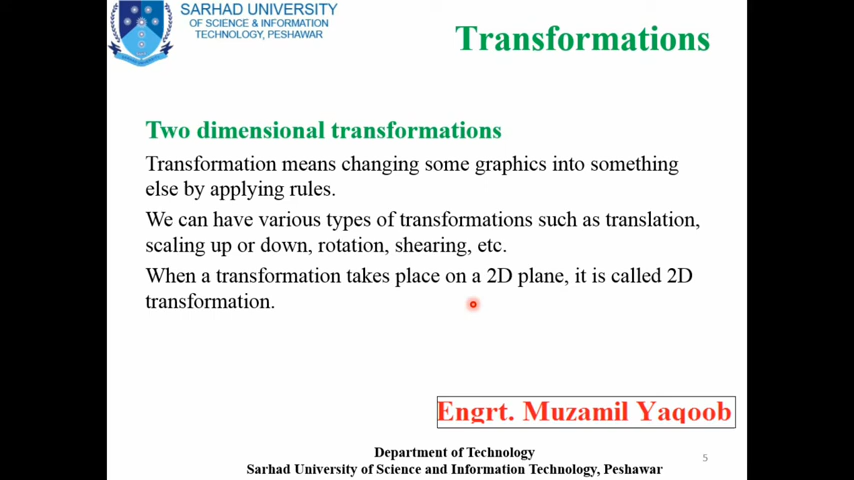 SARHAD UNIVERSITY
OF SCIENCE & INFORMATION
TECHNOLOGY, PESHAWAR
Transformations
Two dimensional transformations
Transformation means changing some graphics into something
else by applying rules.
We can have various types of transformations such as translation,
scaling up or down, rotation, shearing, etc.
When a transformation takes place on a 2D plane, it is called 2D
transformation.
Engrt. Muzamil Yaqoob
Department of Technology
Sarhad University of Science and Information Technology, Peshawar
5